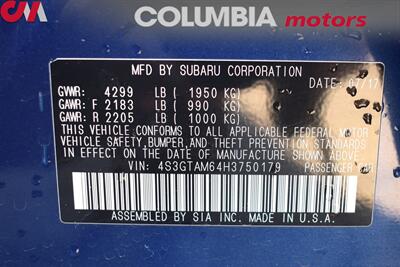 CM
COLUMBIA motors
MFD BY SUBARU CORPORATION
DATE: 07/17
GVWR: 4299 LB ( 1950 KG)
GAWR: F 2183 LB ( 990 KG)
GAWR: R 2205 LB ( 1000 KG)
THIS VEHICLE CONFORMS TO ALL APPLICABLE FEDERAL MOTOR
VEHICLE SAFETY,BUMPER,AND THEFT PREVENTION STANDARDS
IN EFFECT ON THE DATE OF MANUFACTURE SHOWN ABOVE.
VIN: 4S3GTAM64H3750179 PASSENGER CAR
ASSEMBLED BY SIA INC. MADE IN U.S.A.